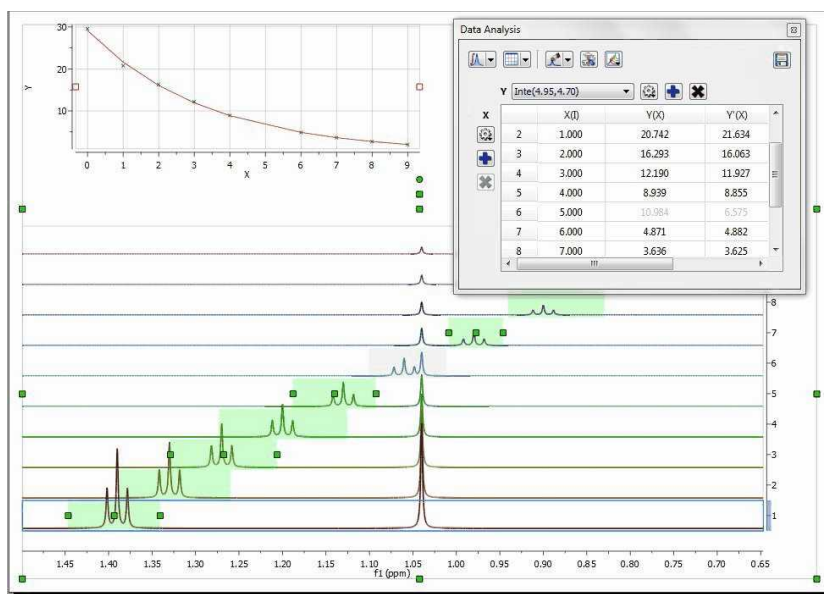 Data Analysis
30
20
10
Y
0 1 2 3 4 6 7 8 9
X
Y Inte(4.95,4.70)
X
X(I) Y(X) Y'(X)
2 1.000 20.742 21.634
3 2.000 16.293 16.063
4 3.000 12.190 11.927
5 4.000 8.939 8.855
6 5.000 10.984 6.575
7 6.000 4.871 4.882
8 7.000 3.636 3.625
8
7
6
5
4
3
2
1
1.45 1.40 1.35 1.30 1.25 1.20 1.15 1.10 1.05 1.00 0.95 0.90 0.85 0.80 0.75 0.70 0.65
f1 (ppm)